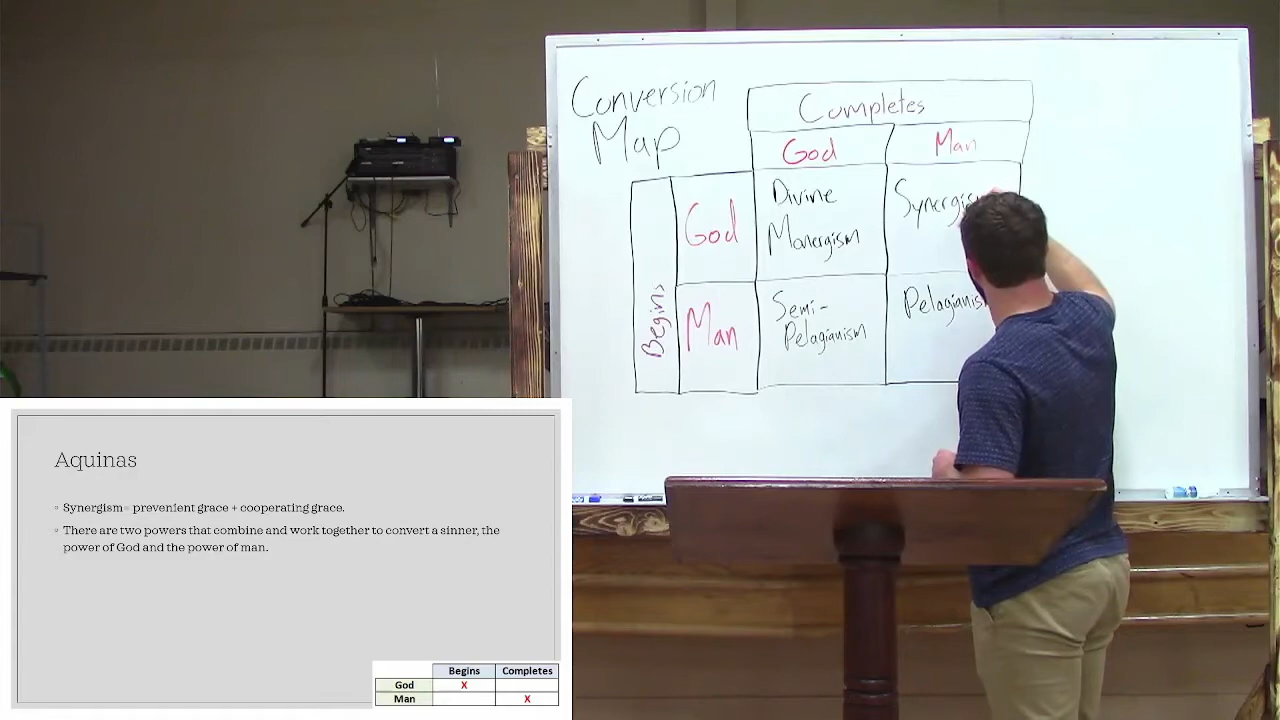 Conversion
Map
Completes
God
Man
Begins
God
Divine
Monergism
Man
Semi-
Pelagianism
Aquinas
Synergism= prevenient grace + cooperating grace.
There are two powers that combine and work together to convert a sinner, the
power of God and the power of man.
Begins Completes
God X
Man X